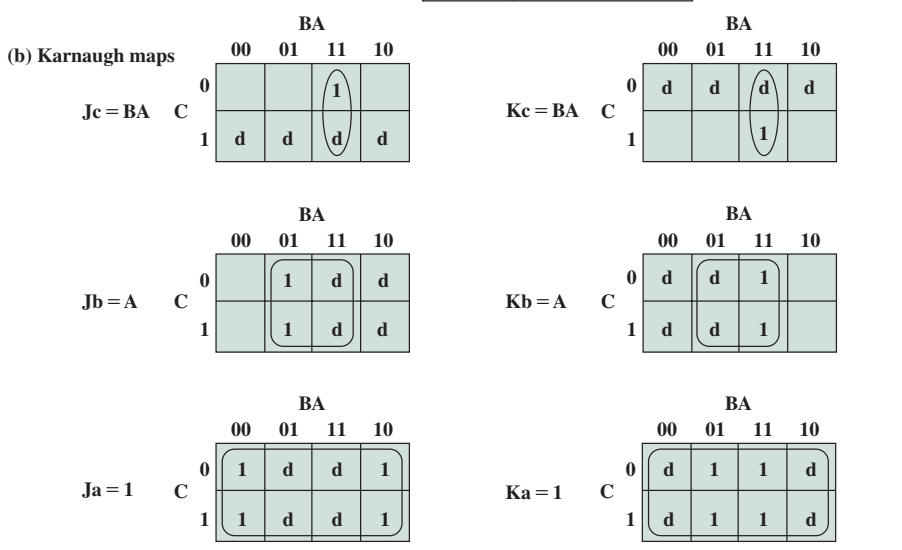 BA BA
(b) Karnaugh maps 00 01 11 10 00 01 11 10
0 1 0 d d d d
Jc = BA C Kc = BA C
1 d d d d 1 1
BA BA
00 01 11 10 00 01 11 10
0 1 d d 0 d d 1
Jb = A C Kb = A C
1 1 d d 1 d d 1
BA BA
00 01 11 10 00 01 11 10
0 1 d d 1 0 d 1 1 d
Ja = 1 C Ka = 1 C
1 1 d d 1 1 d 1 1 d